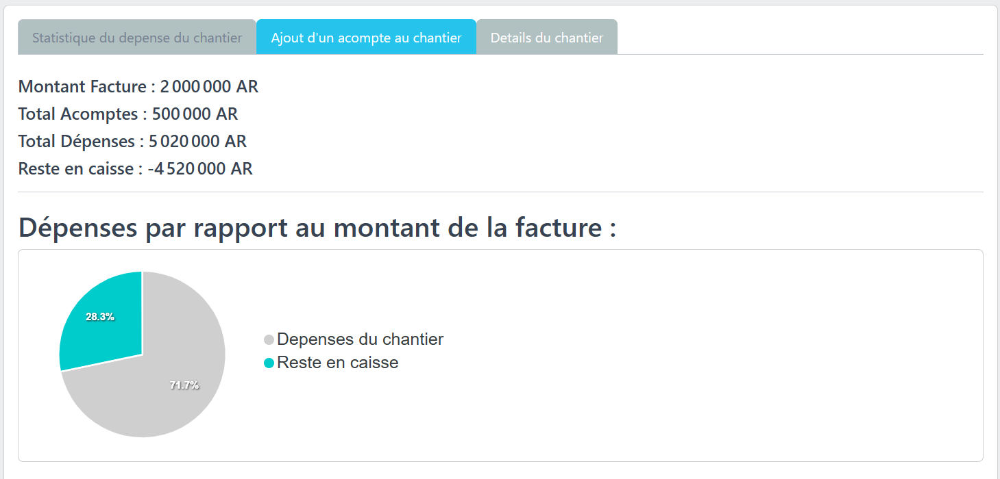 Statistique du depense du chantier
Ajout d'un acompte au chantier
Details du chantier
Montant Facture : 2 000 000 AR
Total Acomptes : 500 000 AR
Total Dépenses : 5 020 000 AR
Reste en caisse : -4 520 000 AR
Dépenses par rapport au montant de la facture :
28.3%
71.7%
Depenses du chantier
Reste en caisse